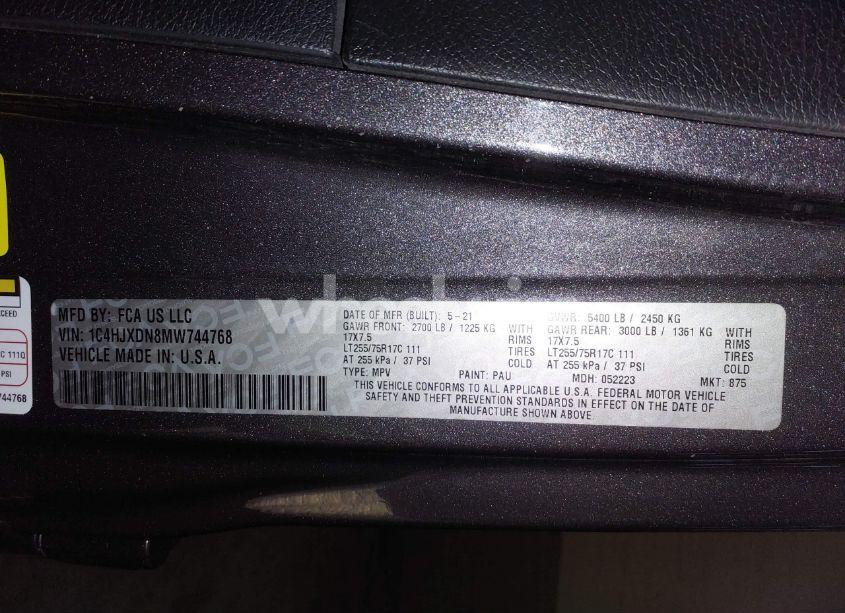 XCEED
C 111Q
PSI
744768
MFD BY: FCA US LLC
VIN: 1C4HJXDN8MW744768
VEHICLE MADE IN: U.S.A.
DATE OF MFR (BUILT): 5-21
GVWR: 5400 LB / 2450 KG
GAWR FRONT: 2700 LB / 1225 KG WITH
GAWR REAR: 3000 LB / 1361 KG WITH
17X7.5 RIMS
17X7.5 RIMS
LT255/75R17C 111 TIRES
LT255/75R17C 111 TIRES
AT 255 kPa / 37 PSI COLD
AT 255 kPa / 37 PSI COLD
TYPE: MPV PAINT: PAU MDH: 052223 MKT: 875
THIS VEHICLE CONFORMS TO ALL APPLICABLE U.S.A. FEDERAL MOTOR VEHICLE
SAFETY AND THEFT PREVENTION STANDARDS IN EFFECT ON THE DATE OF
MANUFACTURE SHOWN ABOVE.